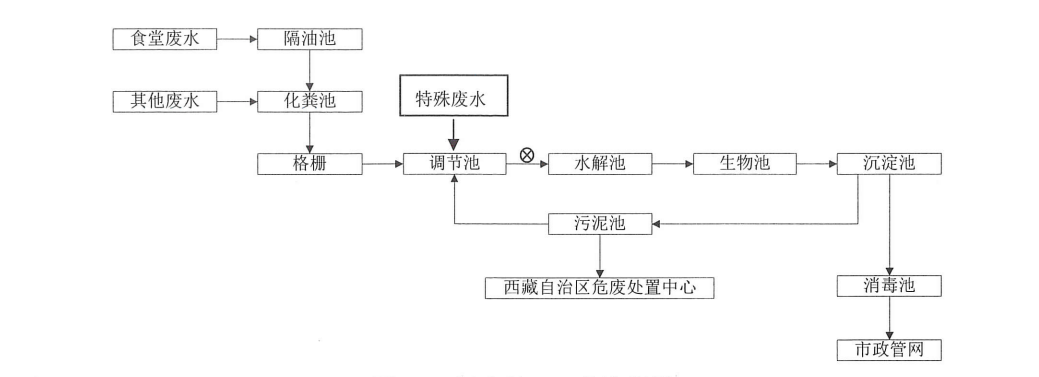 食堂废水
隔油池
其他废水
化粪池
特殊废水
格栅
调节池
水解池
生物池
沉淀池
污泥池
西藏自治区危废处置中心
消毒池
市政管网